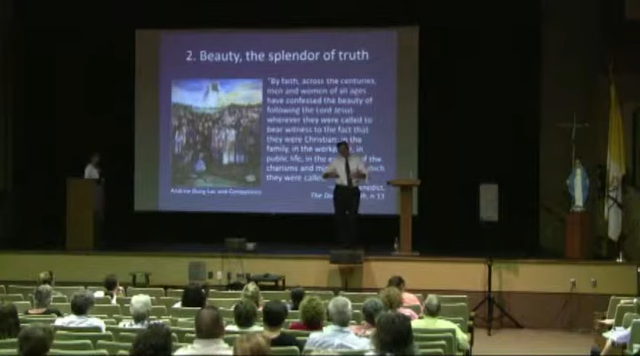 2. Beauty, the splendor of truth
"By faith, across the centuries,
men and women of all ages
have confessed the beauty of
following the Lord Jesus
wherever they were called to
bear witness to the fact that
they were Christian: in the
family, in the workplace, in
public life, in the of the
charisms and which
they were called
Andrew Dung-Lac and Companions
The n 13